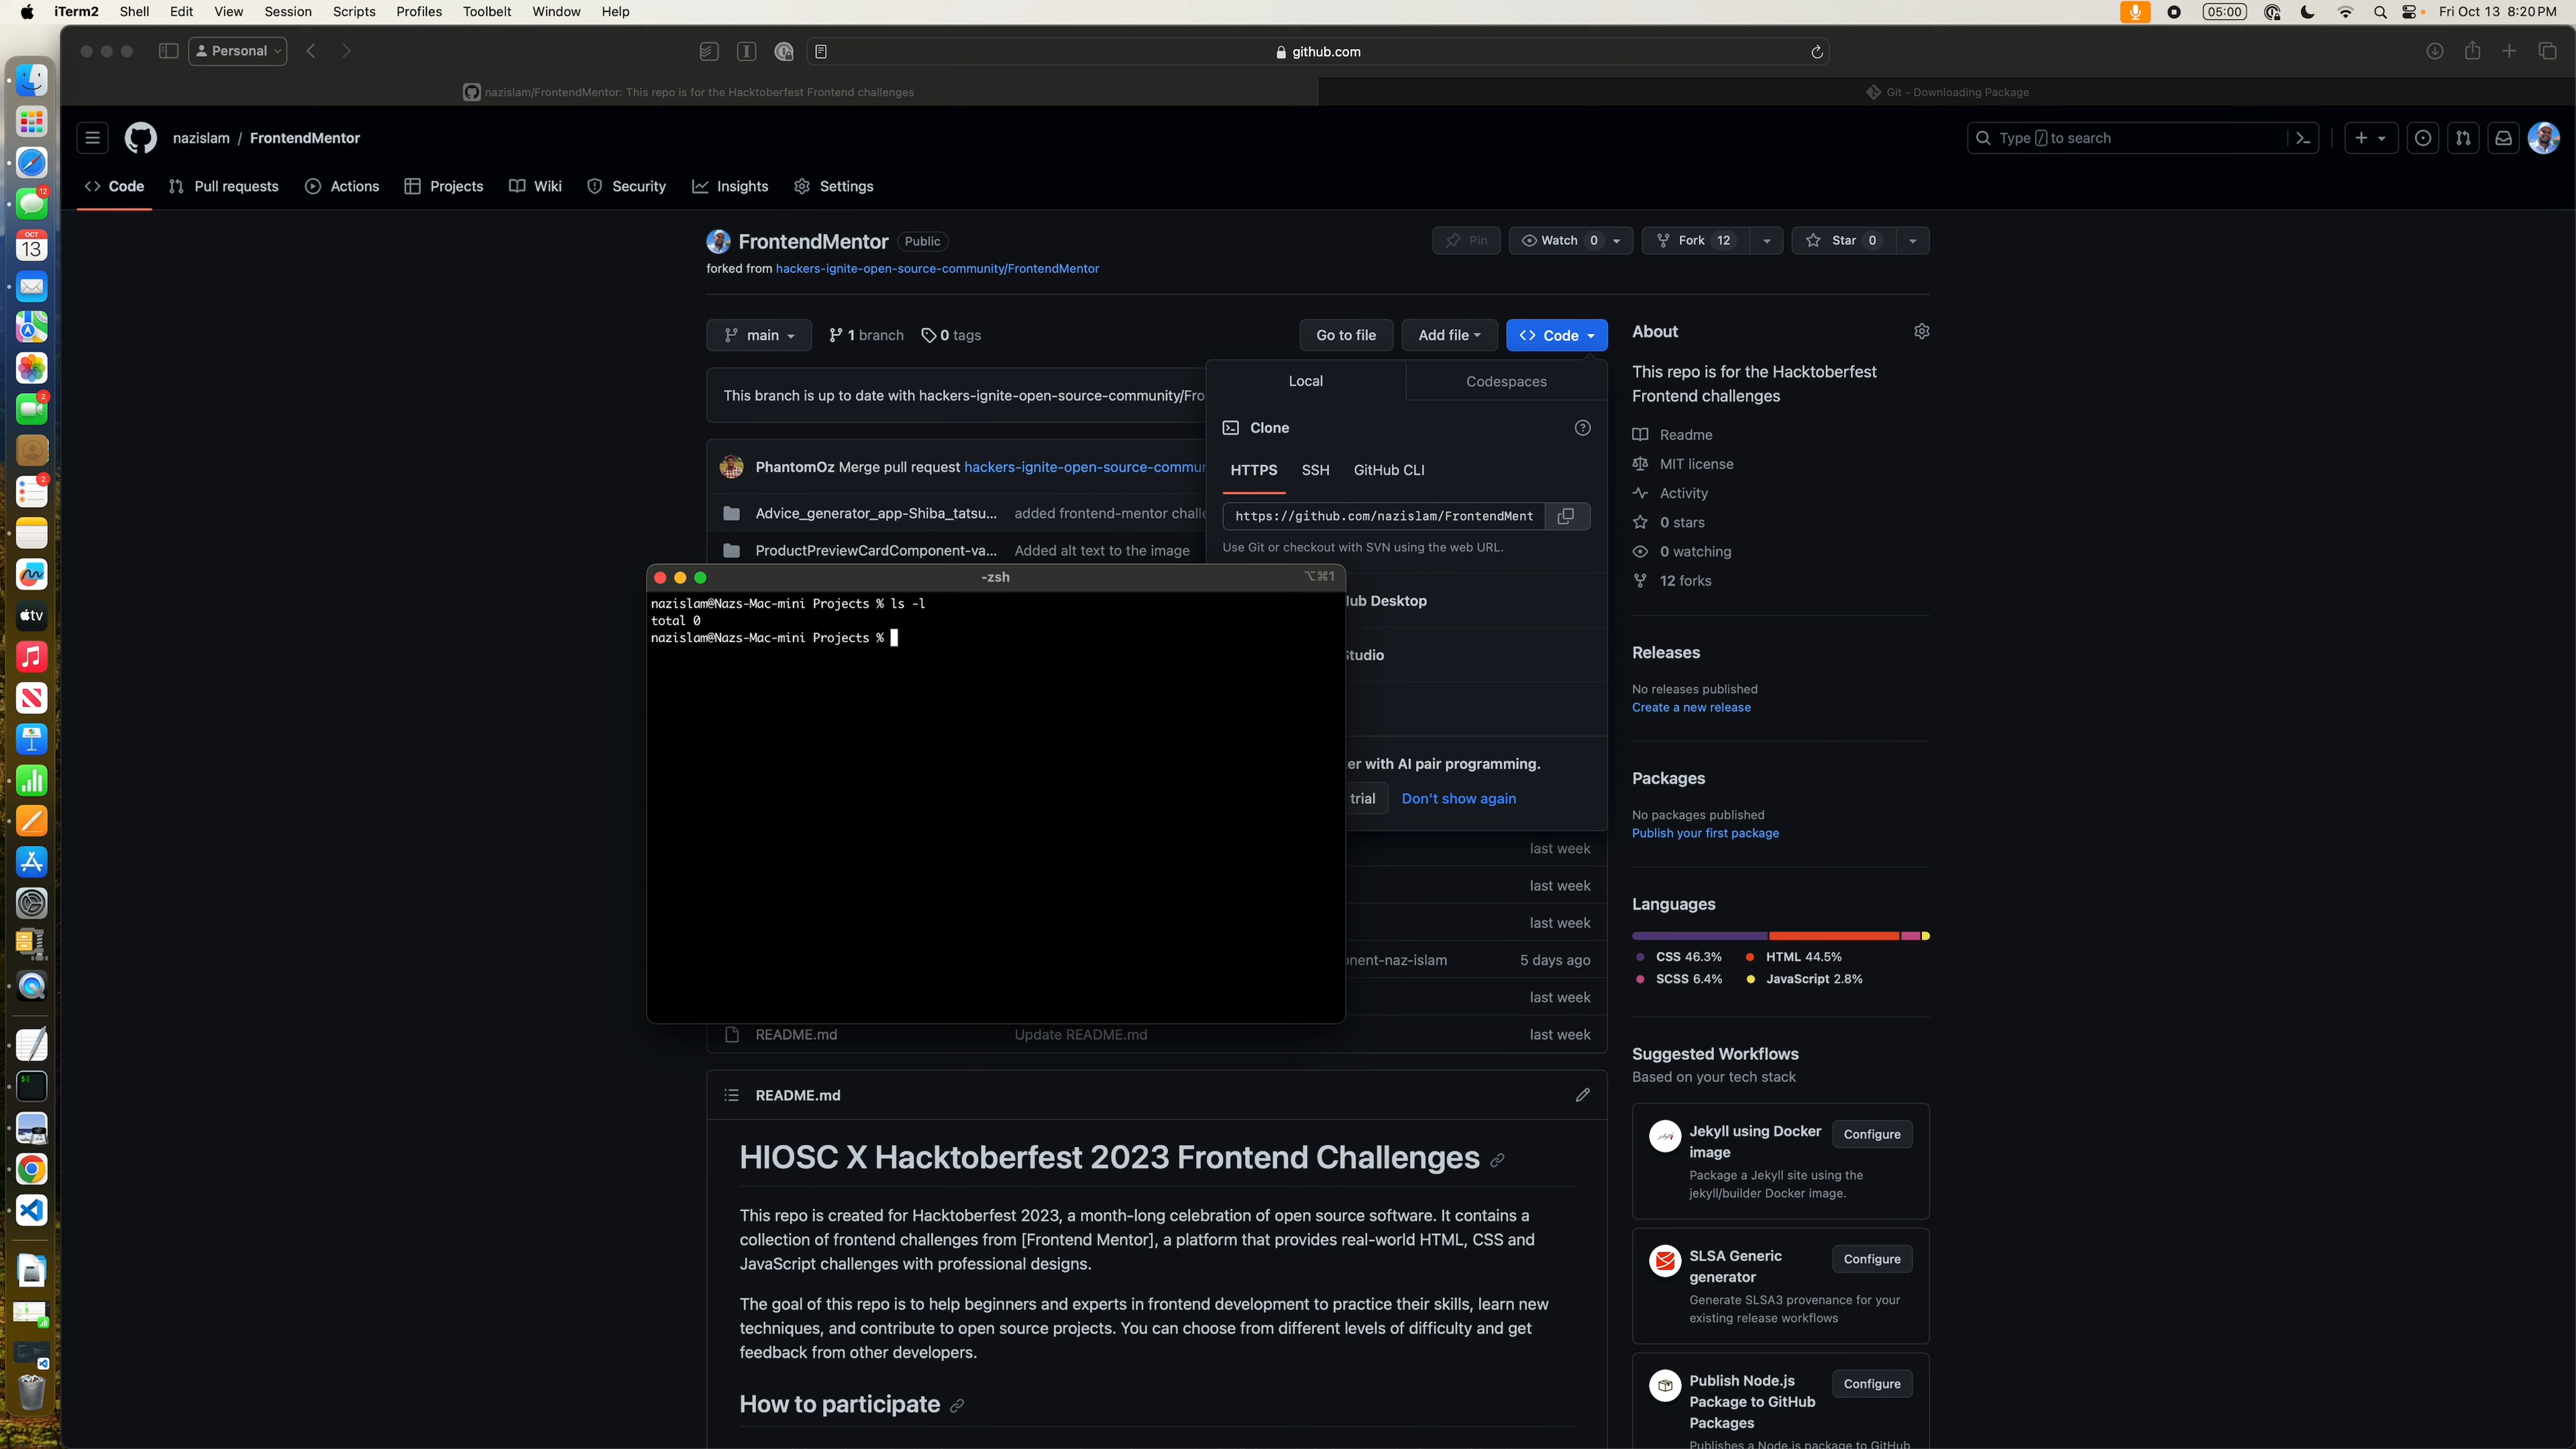 iTerm2 Shell Edit View Session Scripts Profiles Toolbelt Window Help 05:00 Fri Oct 13 8:20 PM
Personal github.com
nazislam/FrontendMentor: This repo is for the Hacktoberfest Frontend challenges Git - Downloading Package
nazislam / FrontendMentor Type / to search
Code Pull requests Actions Projects Wiki Security Insights Settings
12
OCT
13
2
2
tv
FrontendMentor Public Pin Watch 0 Fork 12 Star 0
forked from hackers-ignite-open-source-community/FrontendMentor
main 1 branch 0 tags Go to file Add file Code
This branch is up to date with hackers-ignite-open-source-community/Fro
PhantomOz Merge pull request hackers-ignite-open-source-commun
Advice_generator_app-Shiba_tatsu... added frontend-mentor challe
ProductPreviewCardComponent-va... Added alt text to the image
Local Codespaces
Clone
HTTPS SSH GitHub CLI
https://github.com/nazislam/FrontendMent
Use Git or checkout with SVN using the web URL.
ub Desktop
Studio
er with AI pair programming.
trial Don't show again
-zsh ⌥⌘1
nazislam@Nazs-Mac-mini Projects % ls -l
total 0
nazislam@Nazs-Mac-mini Projects %
last week
last week
last week
nent-naz-islam 5 days ago
last week
README.md Update README.md last week
README.md
HIOSC X Hacktoberfest 2023 Frontend Challenges
This repo is created for Hacktoberfest 2023, a month-long celebration of open source software. It contains a
collection of frontend challenges from [Frontend Mentor], a platform that provides real-world HTML, CSS and
JavaScript challenges with professional designs.
The goal of this repo is to help beginners and experts in frontend development to practice their skills, learn new
techniques, and contribute to open source projects. You can choose from different levels of difficulty and get
feedback from other developers.
How to participate
About
This repo is for the Hacktoberfest
Frontend challenges
Readme
MIT license
Activity
0 stars
0 watching
12 forks
Releases
No releases published
Create a new release
Packages
No packages published
Publish your first package
Languages
CSS 46.3% HTML 44.5%
SCSS 6.4% JavaScript 2.8%
Suggested Workflows
Based on your tech stack
Jekyll using Docker
image
Configure
Package a Jekyll site using the
jekyll/builder Docker image.
SLSA Generic
generator
Configure
Generate SLSA3 provenance for your
existing release workflows
Publish Node.js
Package to GitHub
Packages
Configure
Publishes a Node.js package to GitHub